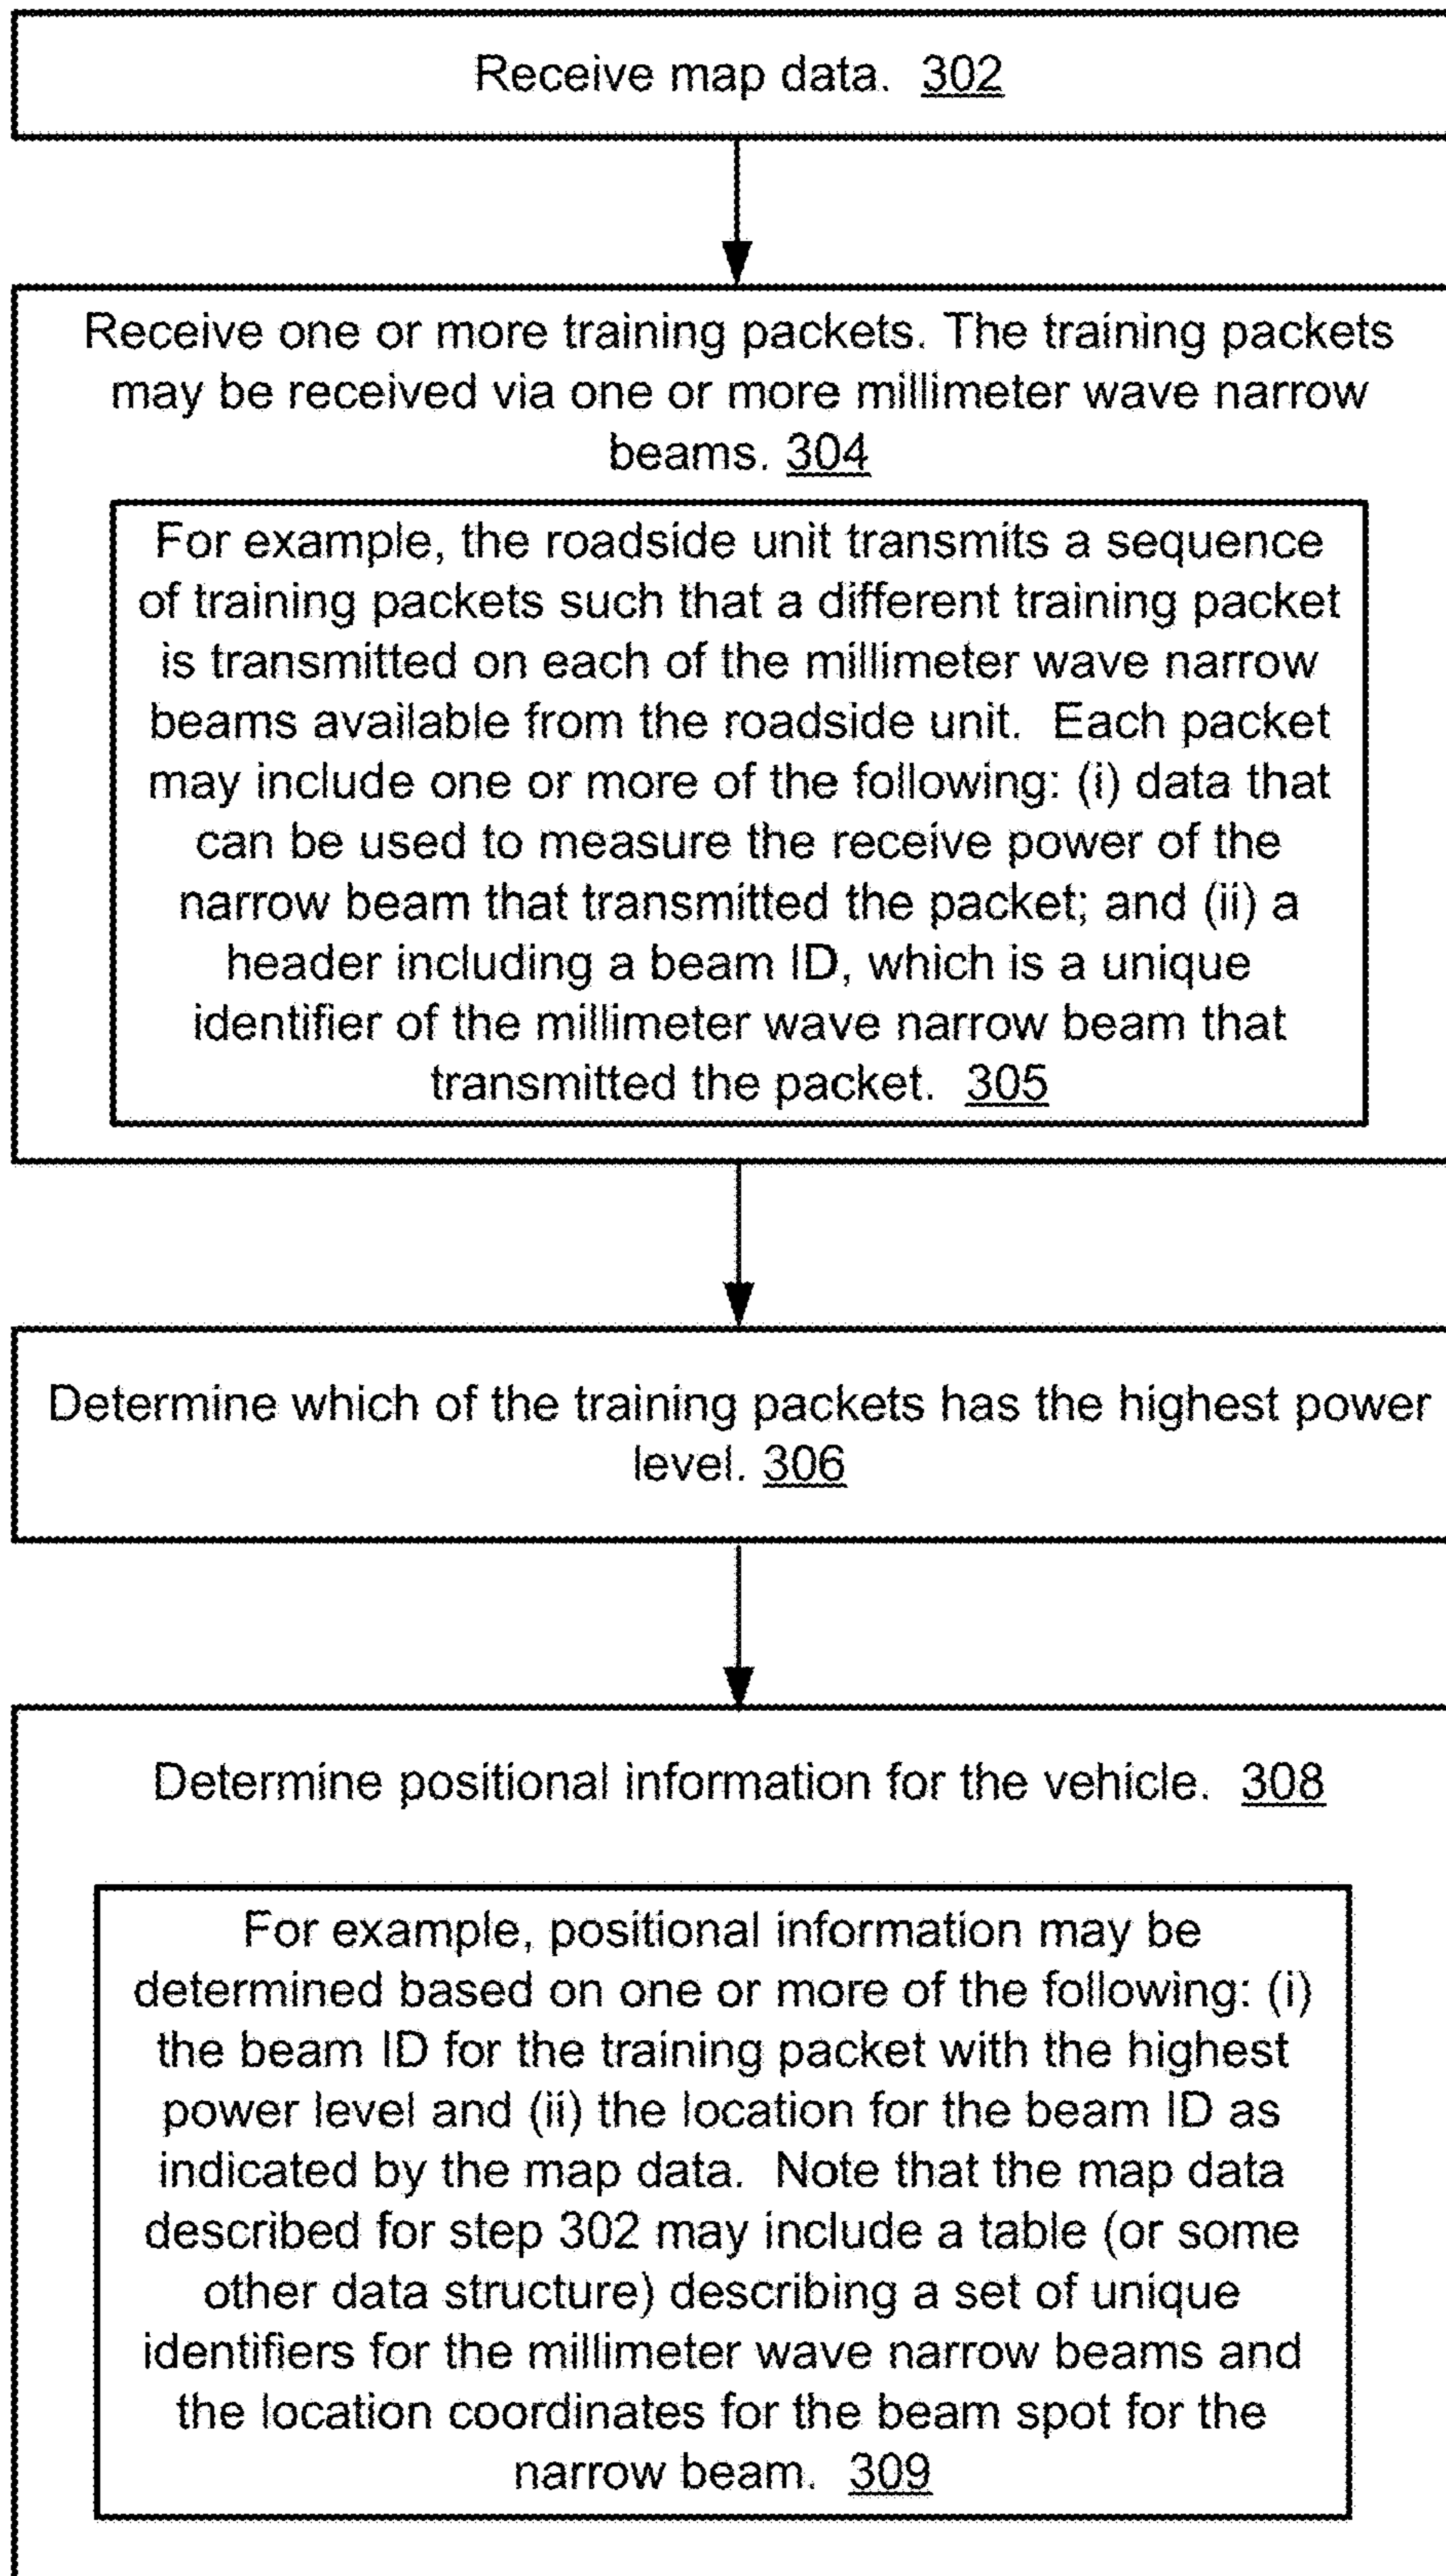 Receive map data. 302
Receive one or more training packets. The training packets
may be received via one or more millimeter wave narrow
beams. 304
For example, the roadside unit transmits a sequence
of training packets such that a different training packet
is transmitted on each of the millimeter wave narrow
beams available from the roadside unit. Each packet
may include one or more of the following: (i) data that
can be used to measure the receive power of the
narrow beam that transmitted the packet; and (ii) a
header including a beam ID, which is a unique
identifier of the millimeter wave narrow beam that
transmitted the packet. 305
Determine which of the training packets has the highest power
level. 306
Determine positional information for the vehicle. 308
For example, positional information may be
determined based on one or more of the following: (i)
the beam ID for the training packet with the highest
power level and (ii) the location for the beam ID as
indicated by the map data. Note that the map data
described for step 302 may include a table (or some
other data structure) describing a set of unique
identifiers for the millimeter wave narrow beams and
the location coordinates for the beam spot for the
narrow beam. 309